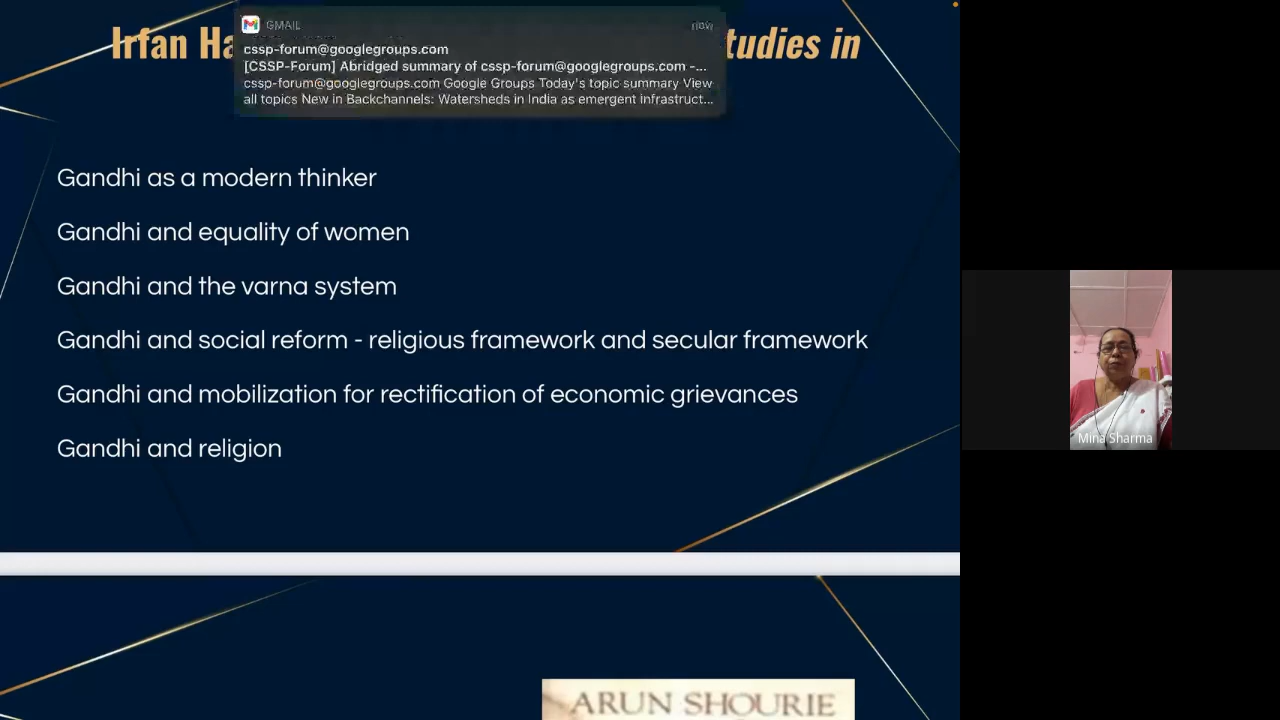 GMAIL
now
Irfan Ha
tudies in
cssp-forum@googlegroups.com
[CSSP-Forum] Abridged summary of cssp-forum@googlegroups.com -...
cssp-forum@googlegroups.com Google Groups Today's topic summary View
all topics New in Backchannels: Watersheds in India as emergent infrastruct...
Gandhi as a modern thinker
Gandhi and equality of women
Gandhi and the varna system
Gandhi and social reform - religious framework and secular framework
Gandhi and mobilization for rectification of economic grievances
Gandhi and religion
Mina Sharma
ARUN SHOURIE